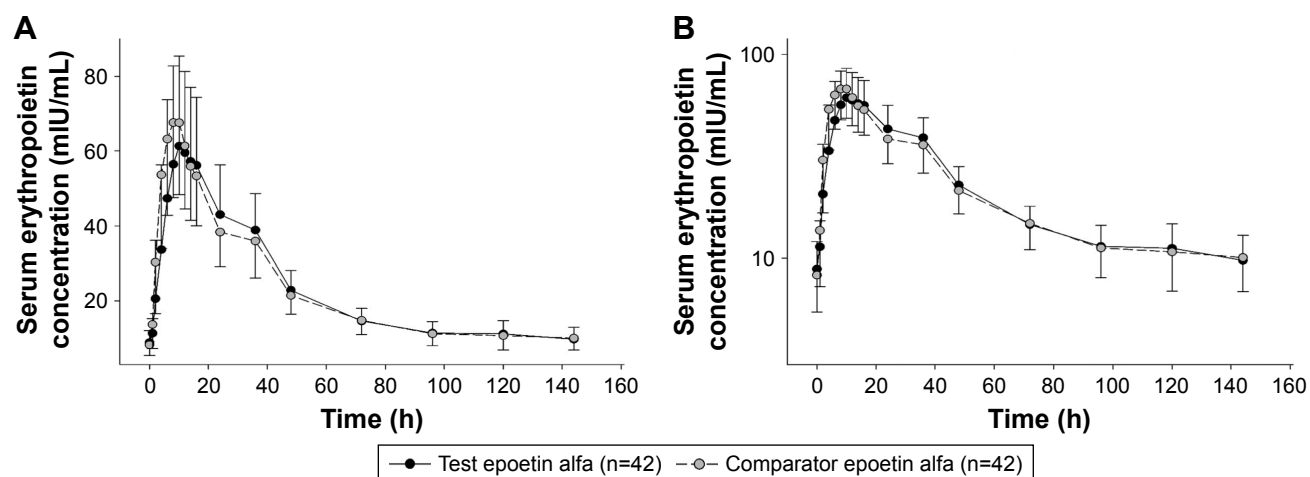 A
Serum erythropoietin
concentration (mIU/mL)
80
60
40
20
0 20 40 60 80 100 120 140 160
Time (h)
B
Serum erythropoietin
concentration (mIU/mL)
100
10
0 20 40 60 80 100 120 140 160
Time (h)
Test epoetin alfa (n=42) Comparator epoetin alfa (n=42)